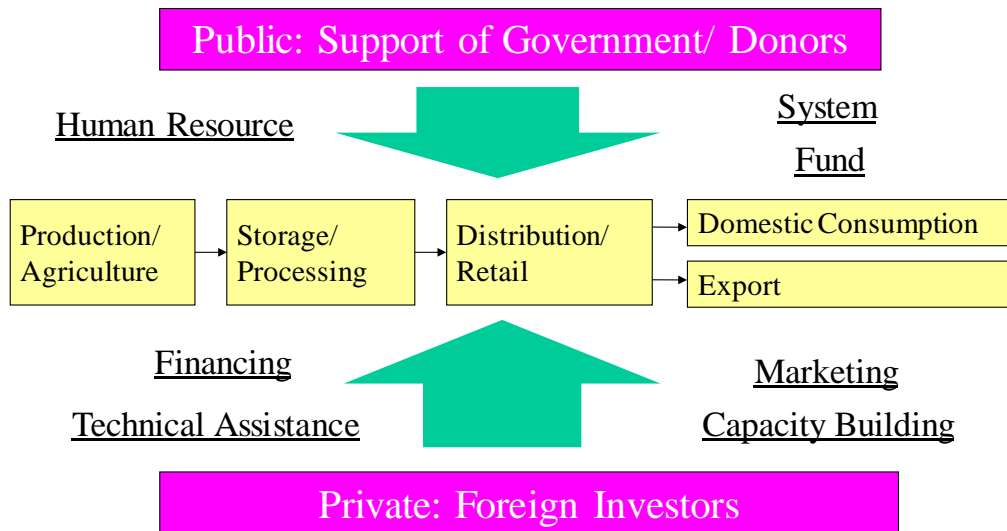 Public: Support of Government/ Donors
Human Resource
System
Fund
Production/
Agriculture
Storage/
Processing
Distribution/
Retail
Domestic Consumption
Export
Financing
Technical Assistance
Marketing
Capacity Building
Private: Foreign Investors